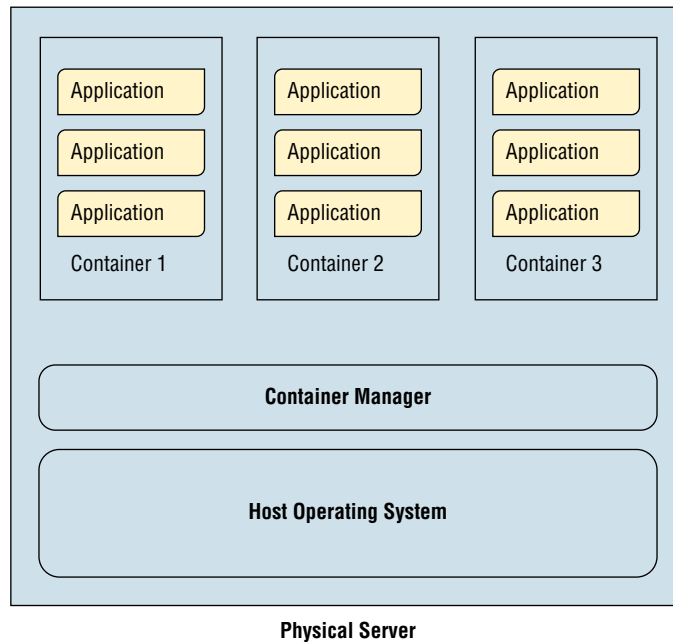 Application
Application
Application
Container 1
Application
Application
Application
Container 2
Application
Application
Application
Container 3
Container Manager
Host Operating System
Physical Server